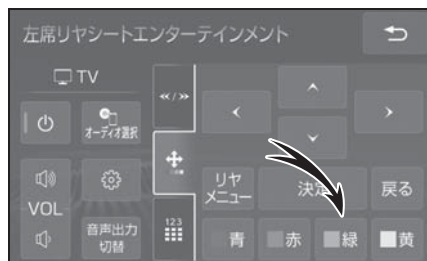 左席リヤシートエンターテインメント
TV
オーディオ選択
VOL
音声出力
切替
123
リヤ
メニュー
決定
戻る
青
赤
緑
黄